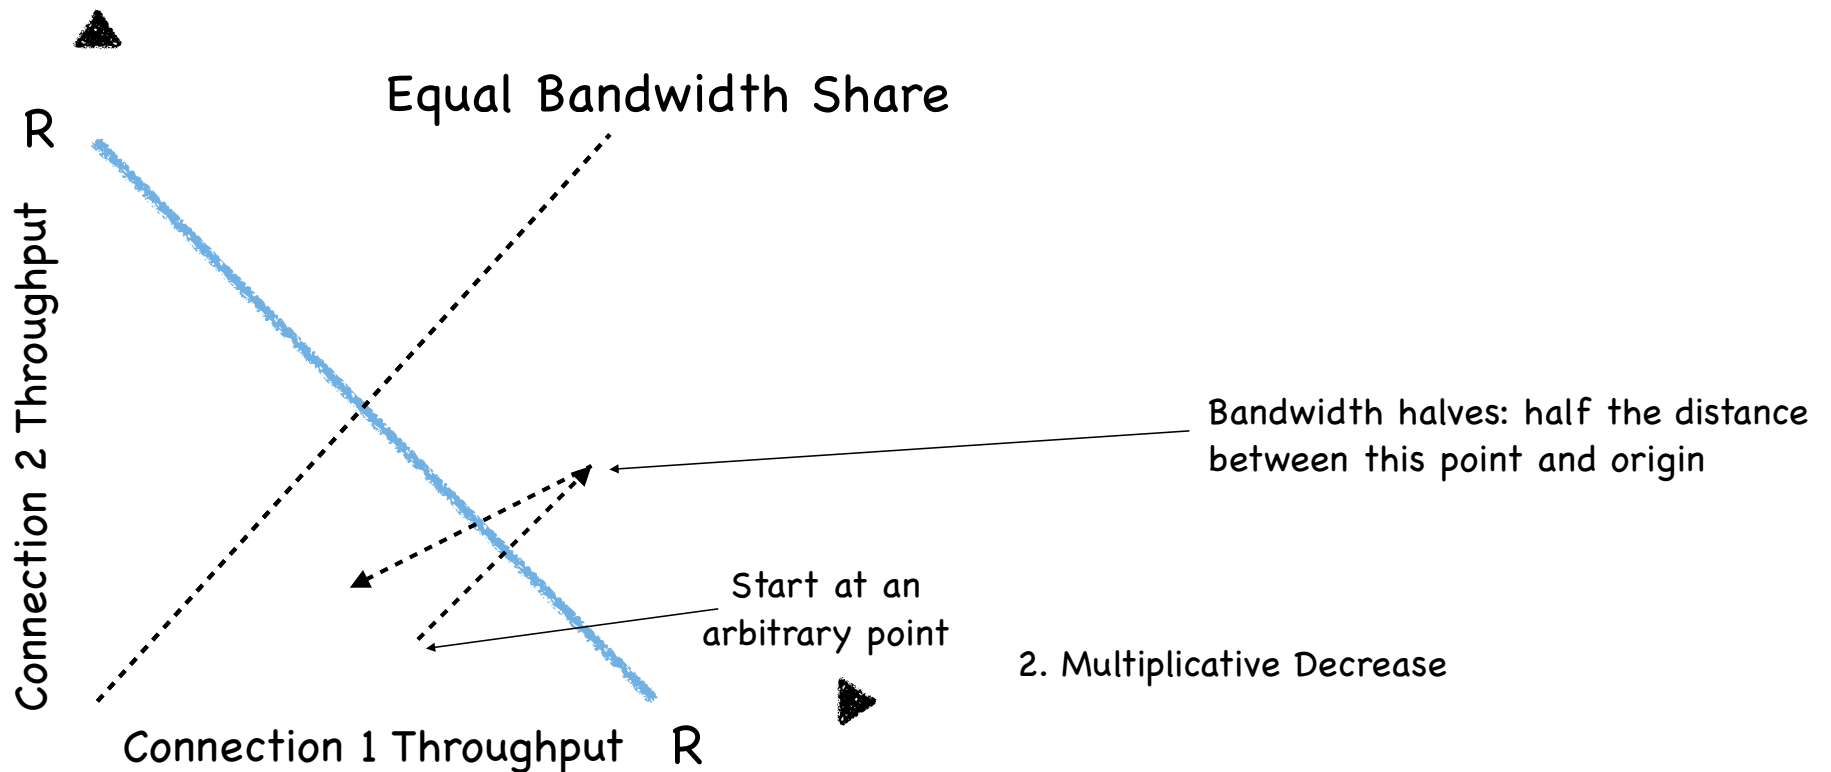 Equal Bandwidth Share
R
Connection 2 Throughput
Bandwidth halves: half the distance
between this point and origin
Start at an
arbitrary point
2. Multiplicative Decrease
Connection 1 Throughput
R